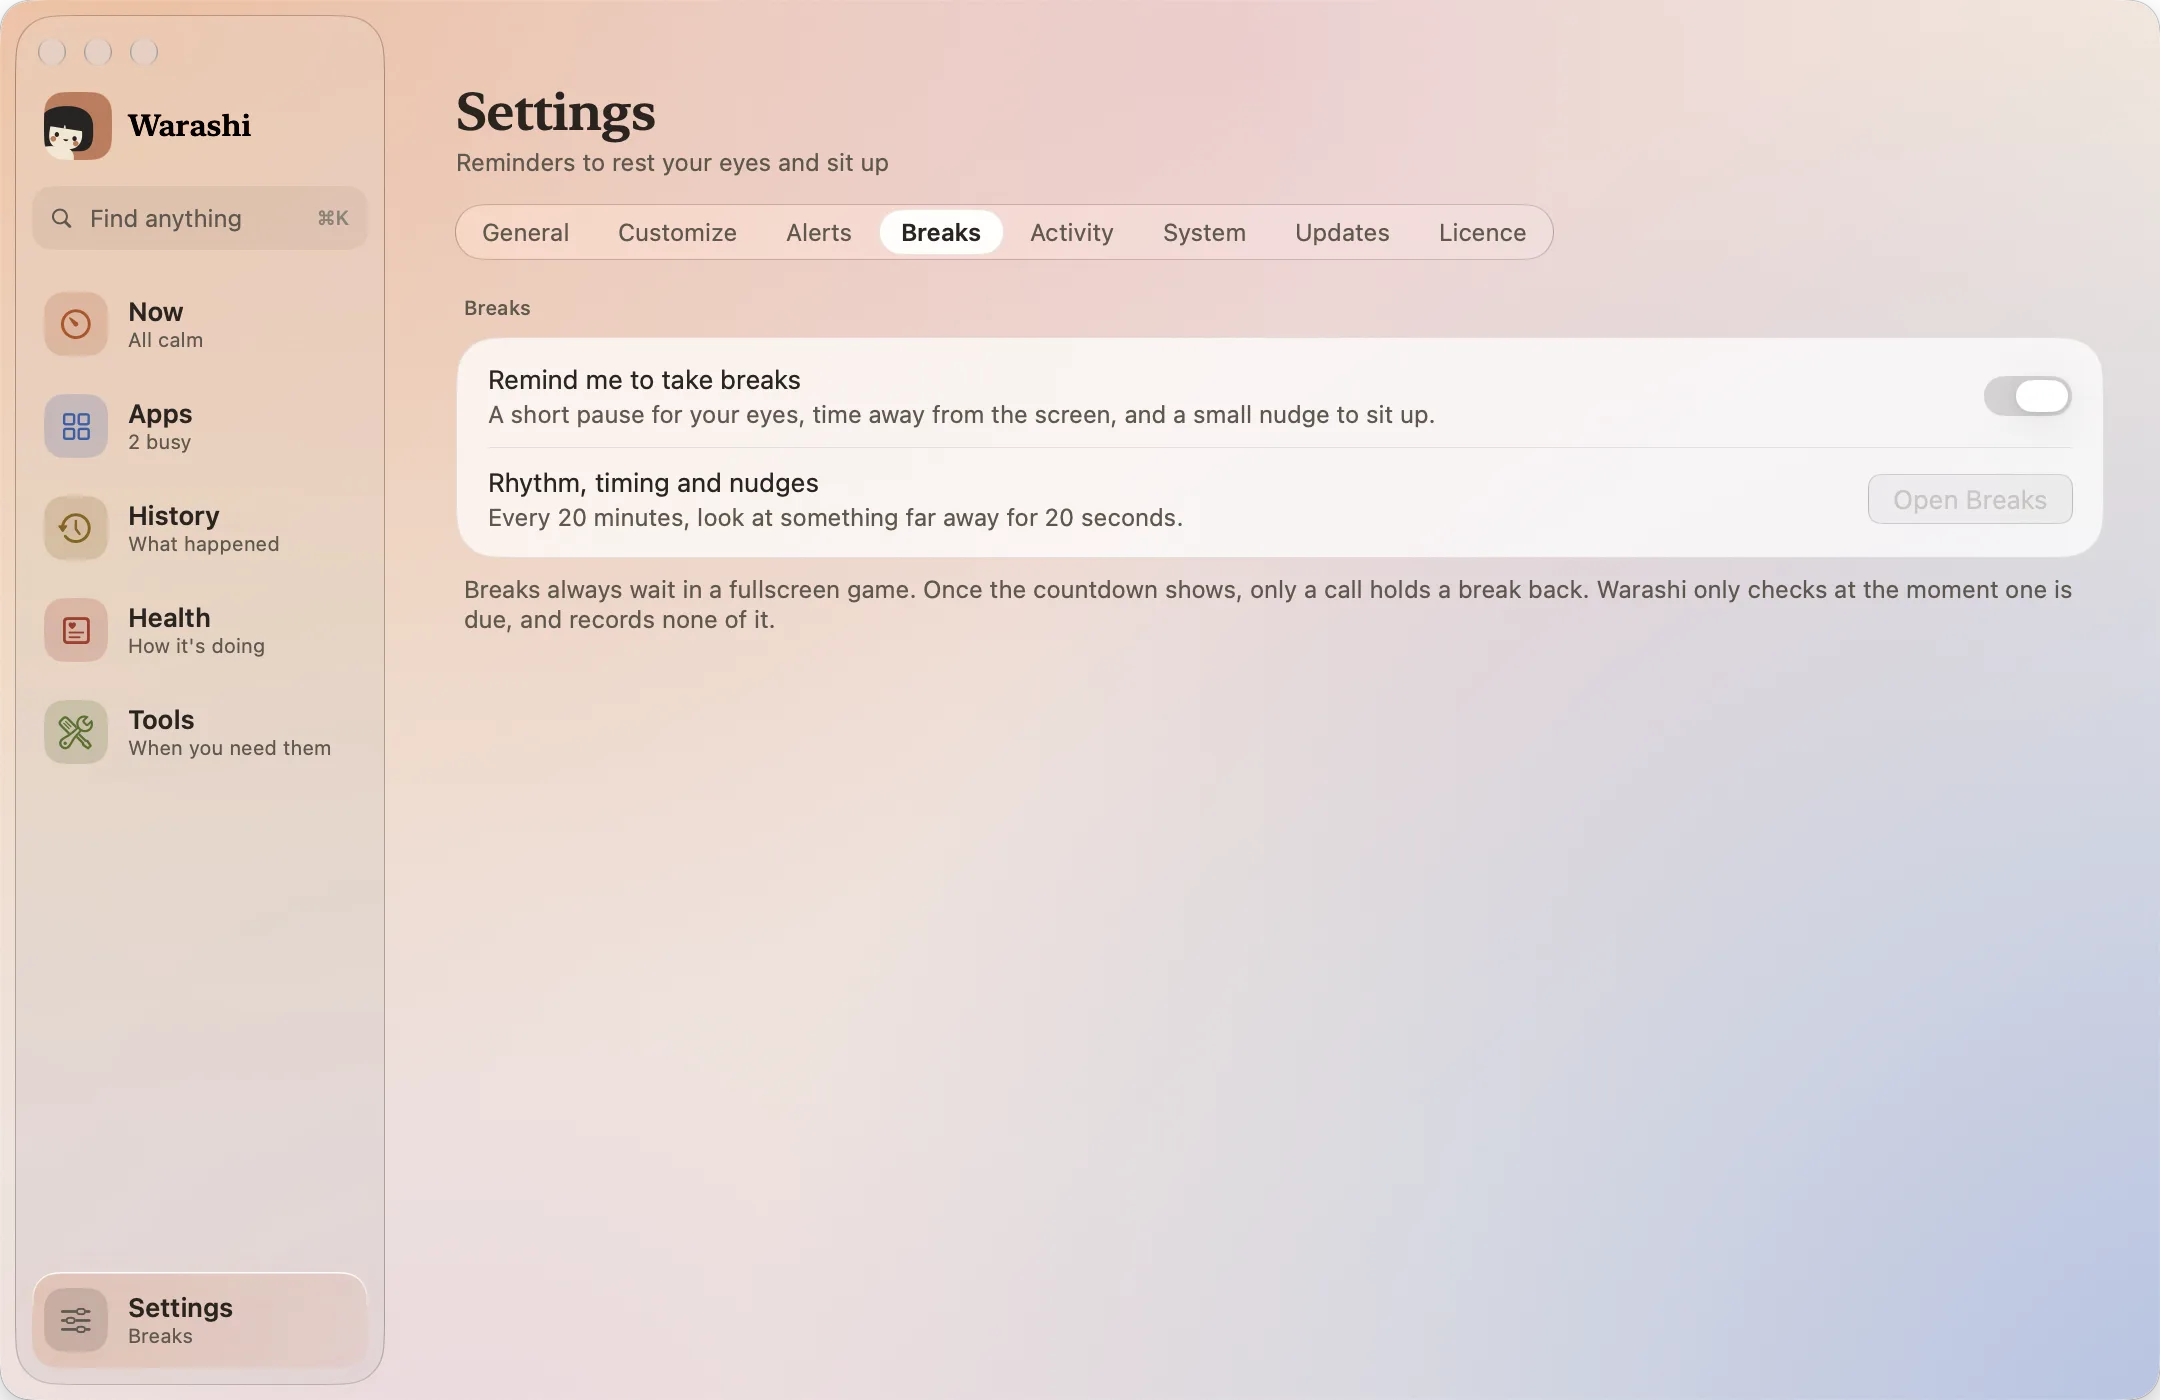 Warashi
Find anything ⌘K
Now
All calm
Apps
2 busy
History
What happened
Health
How it's doing
Tools
When you need them
Settings
Breaks
Settings
Reminders to rest your eyes and sit up
General Customize Alerts Breaks Activity System Updates Licence
Breaks
Remind me to take breaks
A short pause for your eyes, time away from the screen, and a small nudge to sit up.
Rhythm, timing and nudges
Every 20 minutes, look at something far away for 20 seconds.
Open Breaks
Breaks always wait in a fullscreen game. Once the countdown shows, only a call holds a break back. Warashi only checks at the moment one is
due, and records none of it.